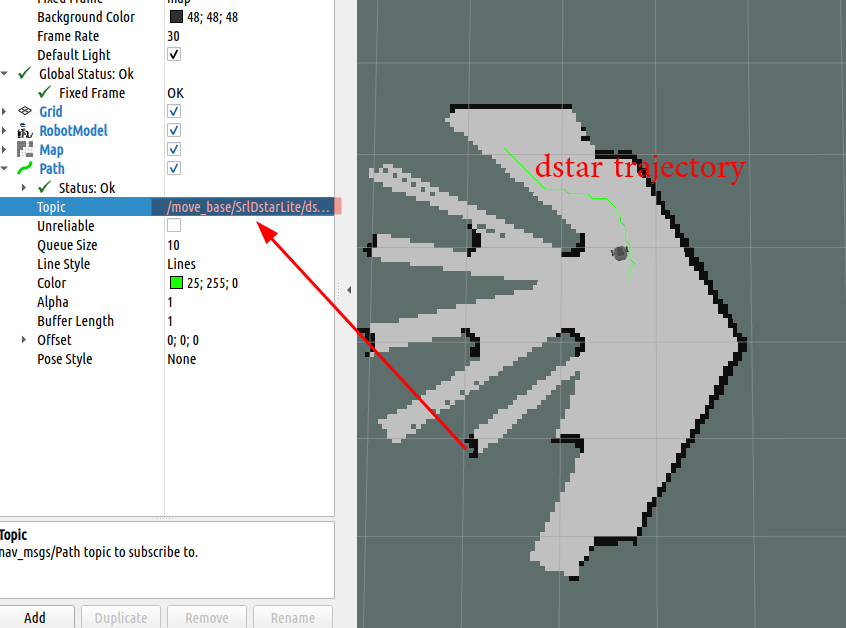 Background Color 48; 48; 48
Frame Rate 30
Default Light
Global Status: Ok
Fixed Frame OK
Grid
RobotModel
Map
Path
Status: Ok
Topic /move_base/SrlDstarLite/ds...
Unreliable
Queue Size 10
Line Style Lines
Color 25; 255; 0
Alpha 1
Buffer Length 1
Offset 0; 0; 0
Pose Style None
dstar trajectory
Topic
nav_msgs/Path topic to subscribe to.
Add Duplicate Remove Rename